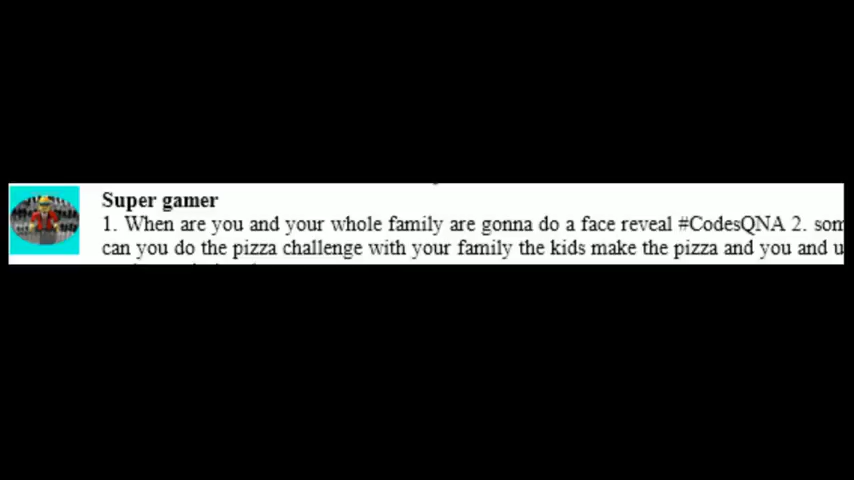 Super gamer
1. When are you and your whole family are gonna do a face reveal #CodesQNA 2.
can you do the pizza challenge with your family the kids make the pizza and you and u